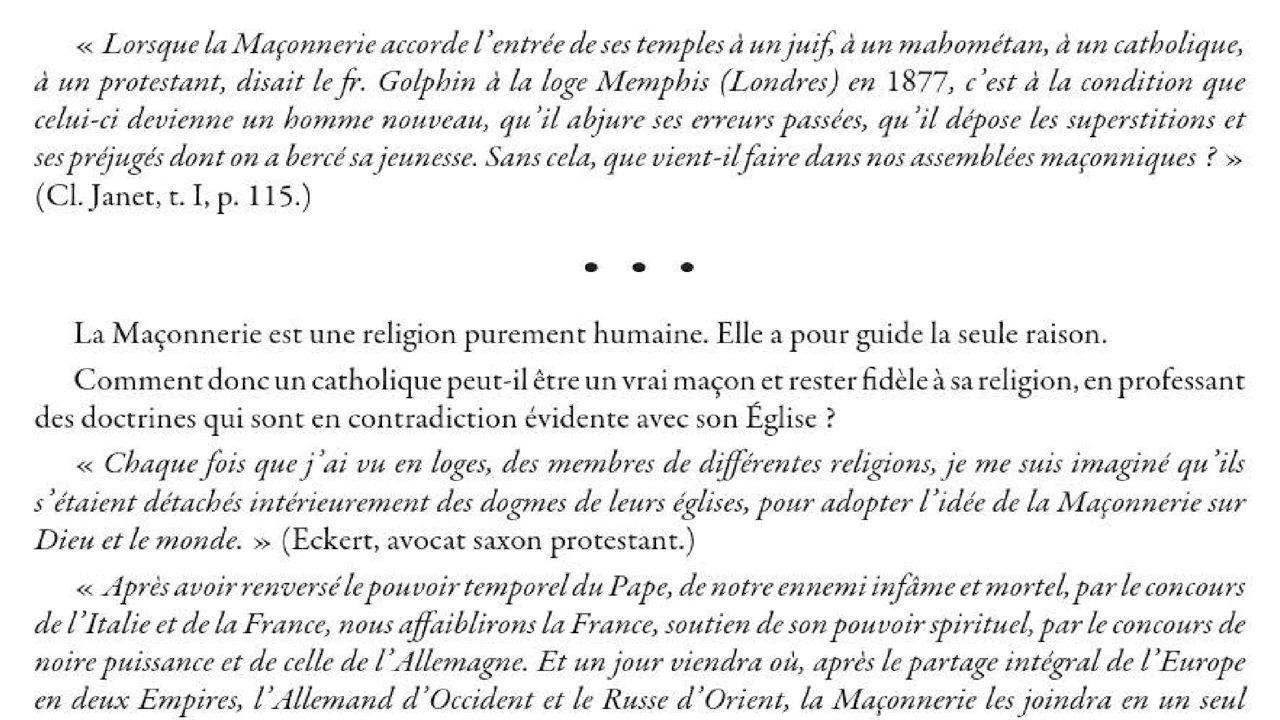 « Lorsque la Maçonnerie accorde l’entrée de ses temples à un juif, à un mahométan, à un catholique,
à un protestant, disait le fr. Golphin à la loge Memphis (Londres) en 1877, c’est à la condition que
celui-ci devienne un homme nouveau, qu’il abjure ses erreurs passées, qu’il dépose les superstitions et
ses préjugés dont on a bercé sa jeunesse. Sans cela, que vient-il faire dans nos assemblées maçonniques ? »
(Cl. Janet, t. I, p. 115.)
• • •
La Maçonnerie est une religion purement humaine. Elle a pour guide la seule raison.
Comment donc un catholique peut-il être un vrai maçon et rester fidèle à sa religion, en professant
des doctrines qui sont en contradiction évidente avec son Église ?
« Chaque fois que j’ai vu en loges, des membres de différentes religions, je me suis imaginé qu’ils
s’étaient détachés intérieurement des dogmes de leurs églises, pour adopter l’idée de la Maçonnerie sur
Dieu et le monde. » (Eckert, avocat saxon protestant.)
« Après avoir renversé le pouvoir temporel du Pape, de notre ennemi infâme et mortel, par le concours
de l’Italie et de la France, nous affaiblirons la France, soutien de son pouvoir spirituel, par le concours de
noire puissance et de celle de l’Allemagne. Et un jour viendra où, après le partage intégral de l’Europe
en deux Empires, l’Allemand d’Occident et le Russe d’Orient, la Maçonnerie les joindra en un seul